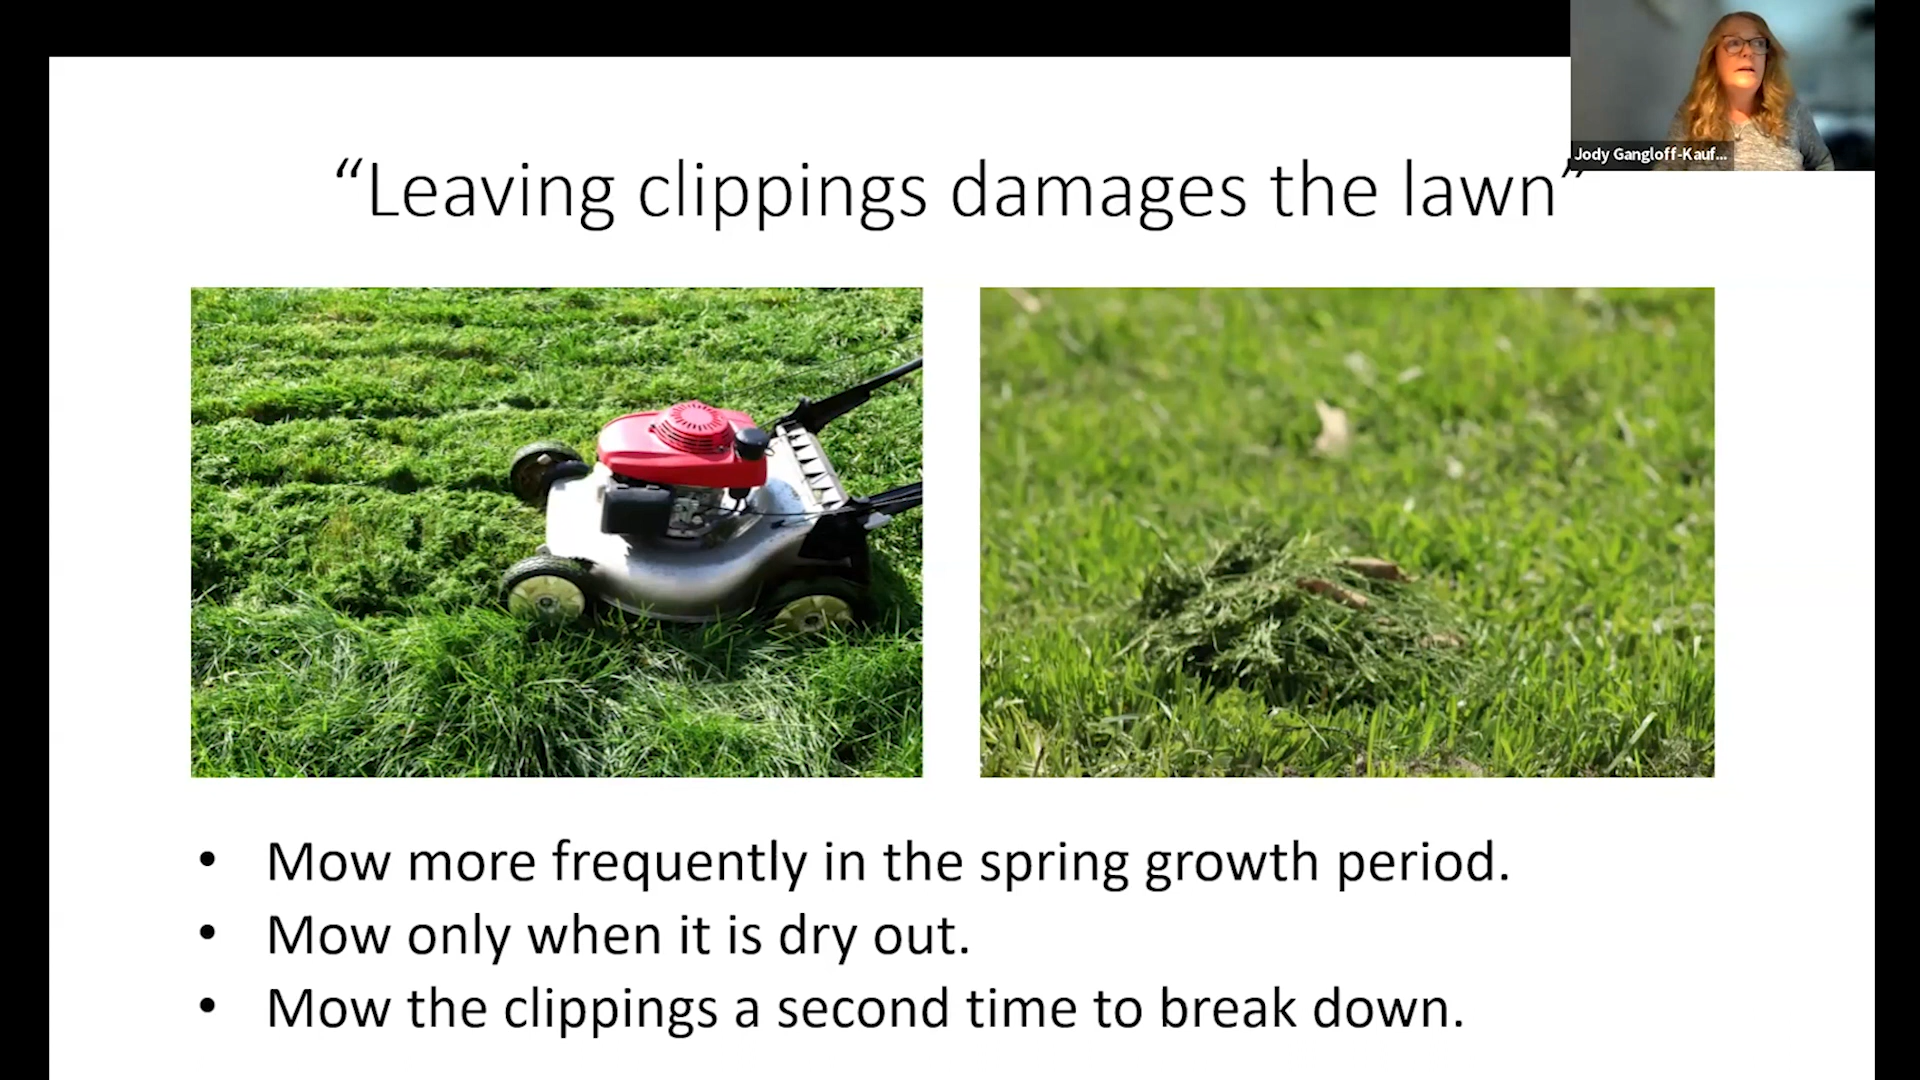 Jody Gangloff-Kauf...
“Leaving clippings damages the lawn”
• Mow more frequently in the spring growth period.
• Mow only when it is dry out.
• Mow the clippings a second time to break down.